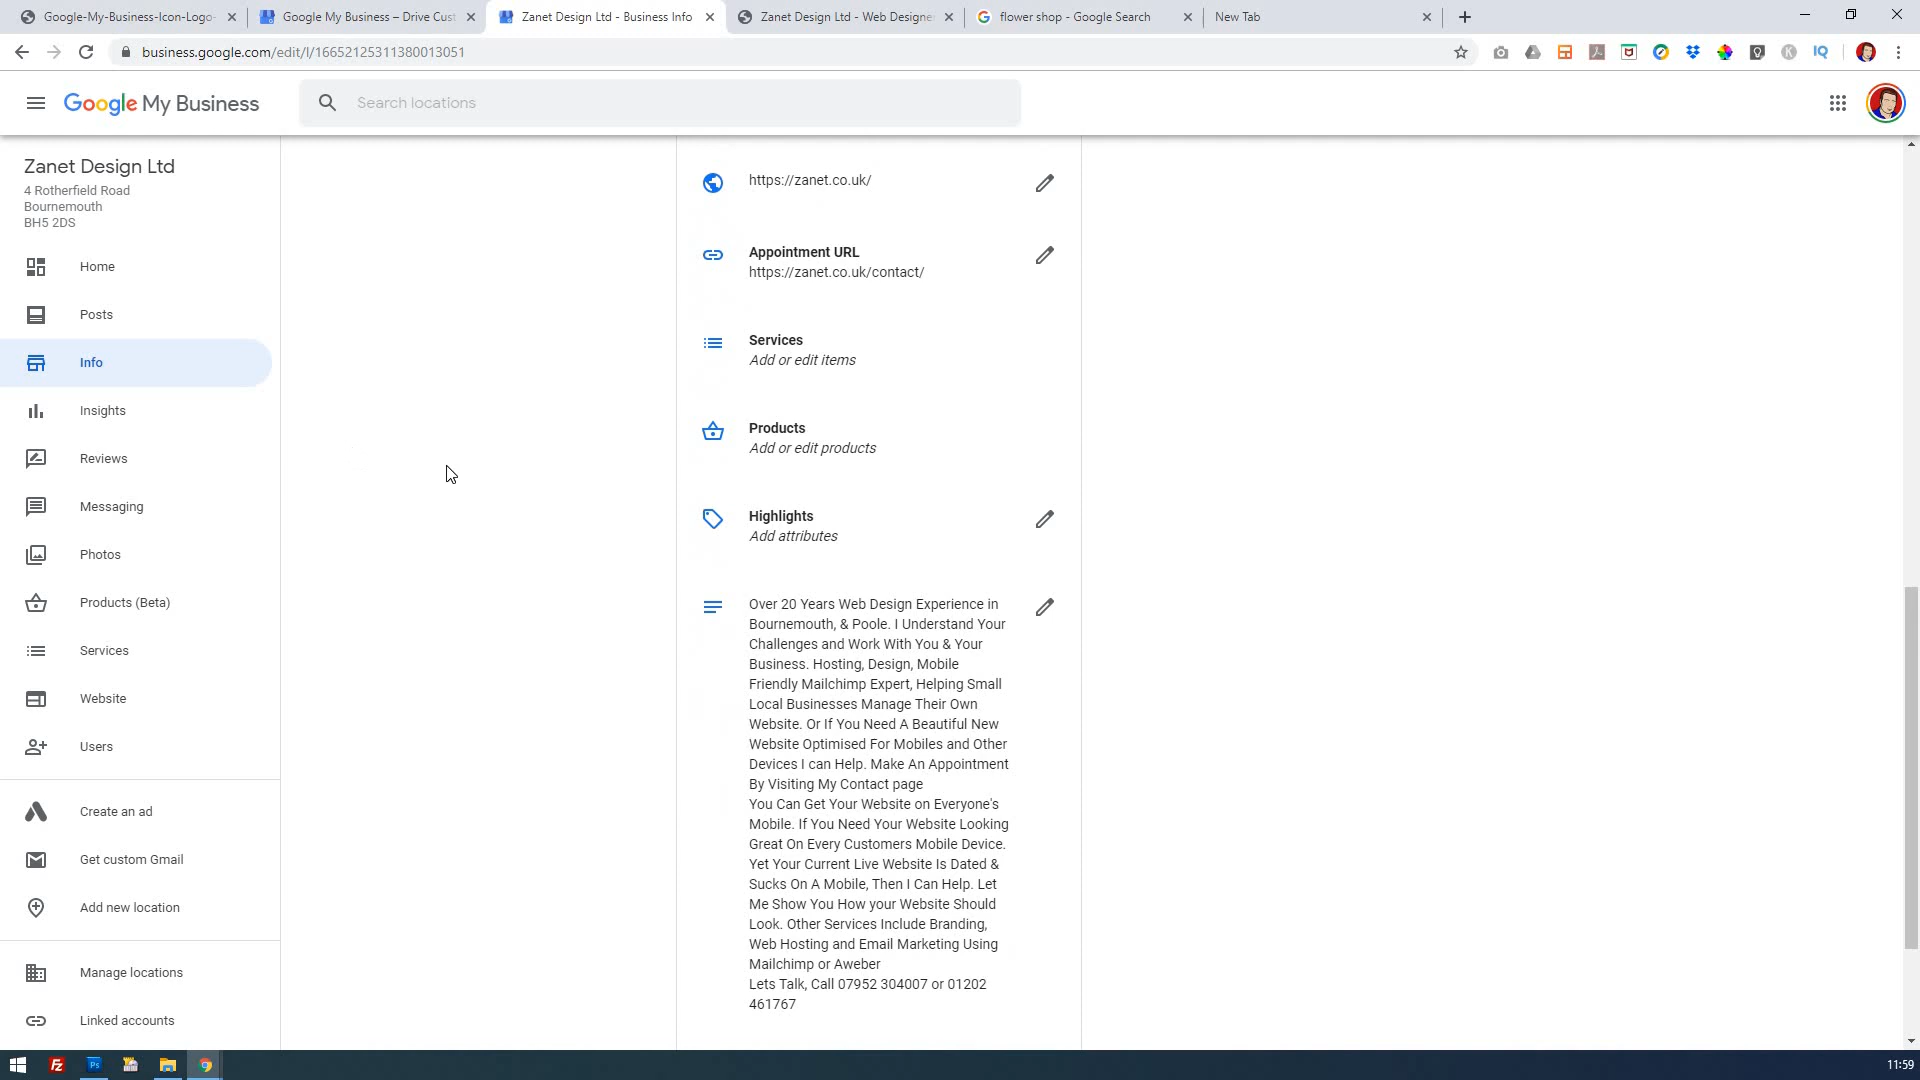 Google-My-Business-Icon-Logo-
Google My Business – Drive Cust
Zanet Design Ltd - Business Info
Zanet Design Ltd - Web Designer
flower shop - Google Search
New Tab
business.google.com/edit/l/16652125311380013051
Google My Business
Search locations
Zanet Design Ltd
4 Rotherfield Road
Bournemouth
BH5 2DS
Home
Posts
Info
Insights
Reviews
Messaging
Photos
Products (Beta)
Services
Website
Users
Create an ad
Get custom Gmail
Add new location
Manage locations
Linked accounts
https://zanet.co.uk/
Appointment URL
https://zanet.co.uk/contact/
Services
Add or edit items
Products
Add or edit products
Highlights
Add attributes
Over 20 Years Web Design Experience in
Bournemouth, & Poole. I Understand Your
Challenges and Work With You & Your
Business. Hosting, Design, Mobile
Friendly Mailchimp Expert, Helping Small
Local Businesses Manage Their Own
Website. Or If You Need A Beautiful New
Website Optimised For Mobiles and Other
Devices I can Help. Make An Appointment
By Visiting My Contact page
You Can Get Your Website on Everyone's
Mobile. If You Need Your Website Looking
Great On Every Customers Mobile Device.
Yet Your Current Live Website Is Dated &
Sucks On A Mobile, Then I Can Help. Let
Me Show You How your Website Should
Look. Other Services Include Branding,
Web Hosting and Email Marketing Using
Mailchimp or Aweber
Lets Talk, Call 07952 304007 or 01202
461767
Fz
Ps
11:59